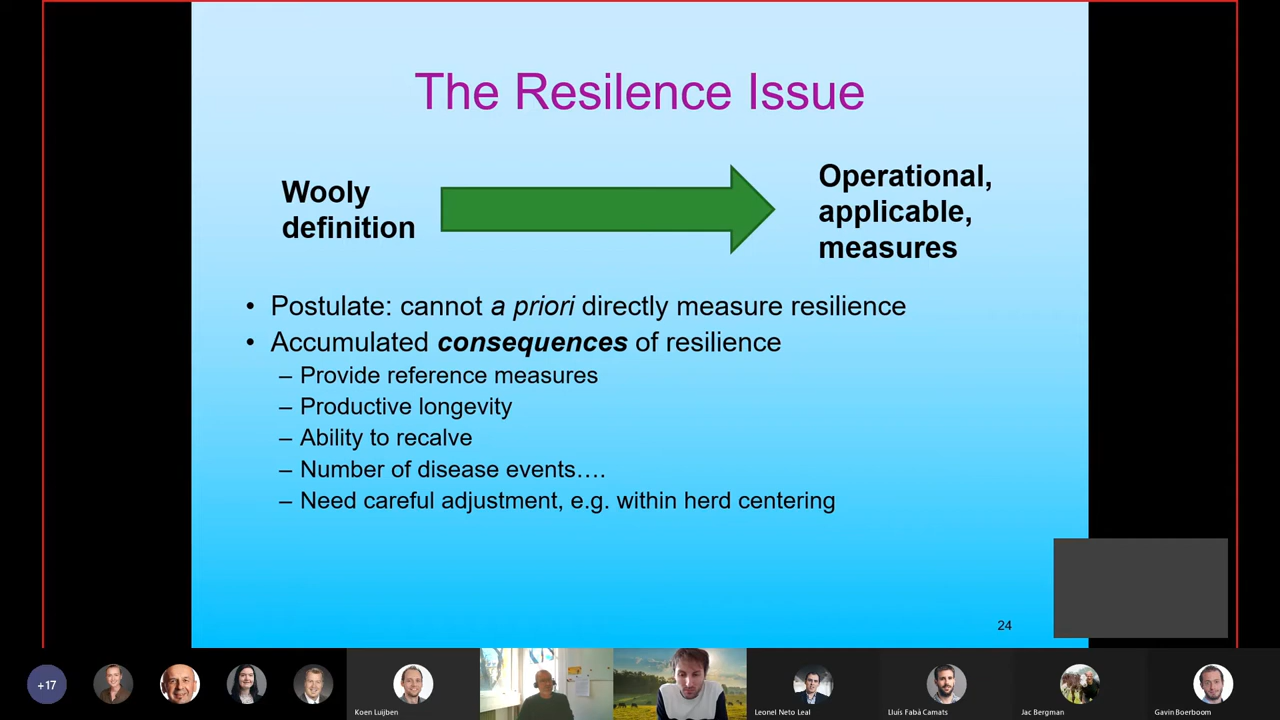 The Resilence Issue
Wooly
definition
Operational,
applicable,
measures
• Postulate: cannot a priori directly measure resilience
• Accumulated consequences of resilience
– Provide reference measures
– Productive longevity
– Ability to recalve
– Number of disease events….
– Need careful adjustment, e.g. within herd centering
24
+17
Koen Luijben
Leonel Neto Leal
Lluís Fabà Camats
Jac Bergman
Gavin Boerboom